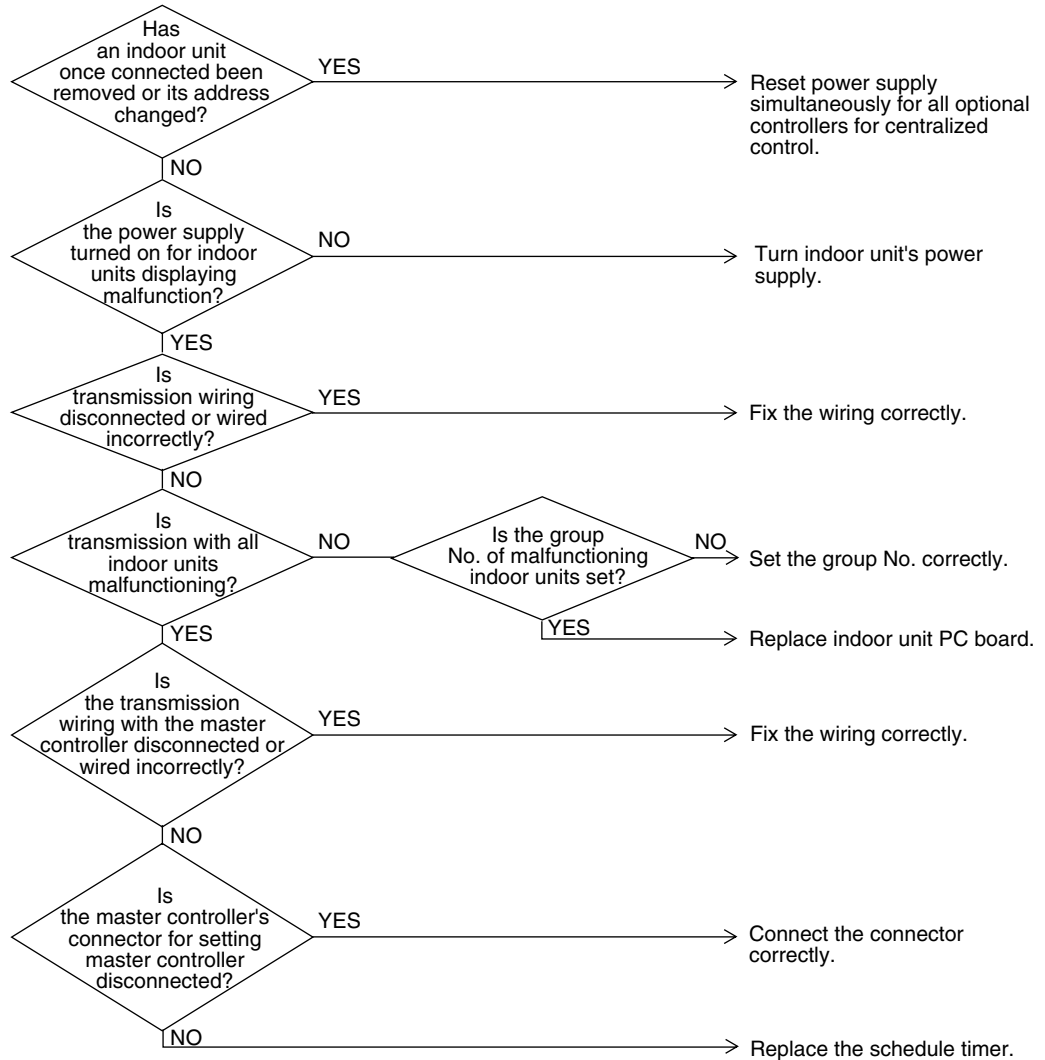 Has
an indoor unit
once connected been
removed or its address
changed?
YES
Reset power supply
simultaneously for all optional
controllers for centralized
control.
NO
Is
the power supply
turned on for indoor
units displaying
malfunction?
NO
Turn indoor unit's power
supply.
YES
Is
transmission wiring
disconnected or wired
incorrectly?
YES
Fix the wiring correctly.
NO
Is
transmission with all
indoor units
malfunctioning?
NO
Is the group
No. of malfunctioning
indoor units set?
NO
Set the group No. correctly.
YES
Replace indoor unit PC board.
YES
Is
the transmission
wiring with the master
controller disconnected or
wired incorrectly?
YES
Fix the wiring correctly.
NO
Is
the master controller's
connector for setting
master controller
disconnected?
YES
Connect the connector
correctly.
NO
Replace the schedule timer.